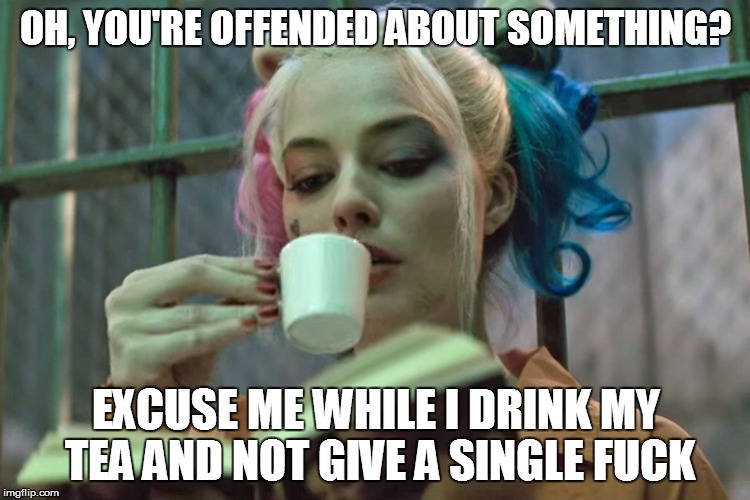 OH, YOU'RE OFFENDED ABOUT SOMETHING?
EXCUSE ME WHILE I DRINK MY
TEA AND NOT GIVE A SINGLE FUCK
imgflip.com